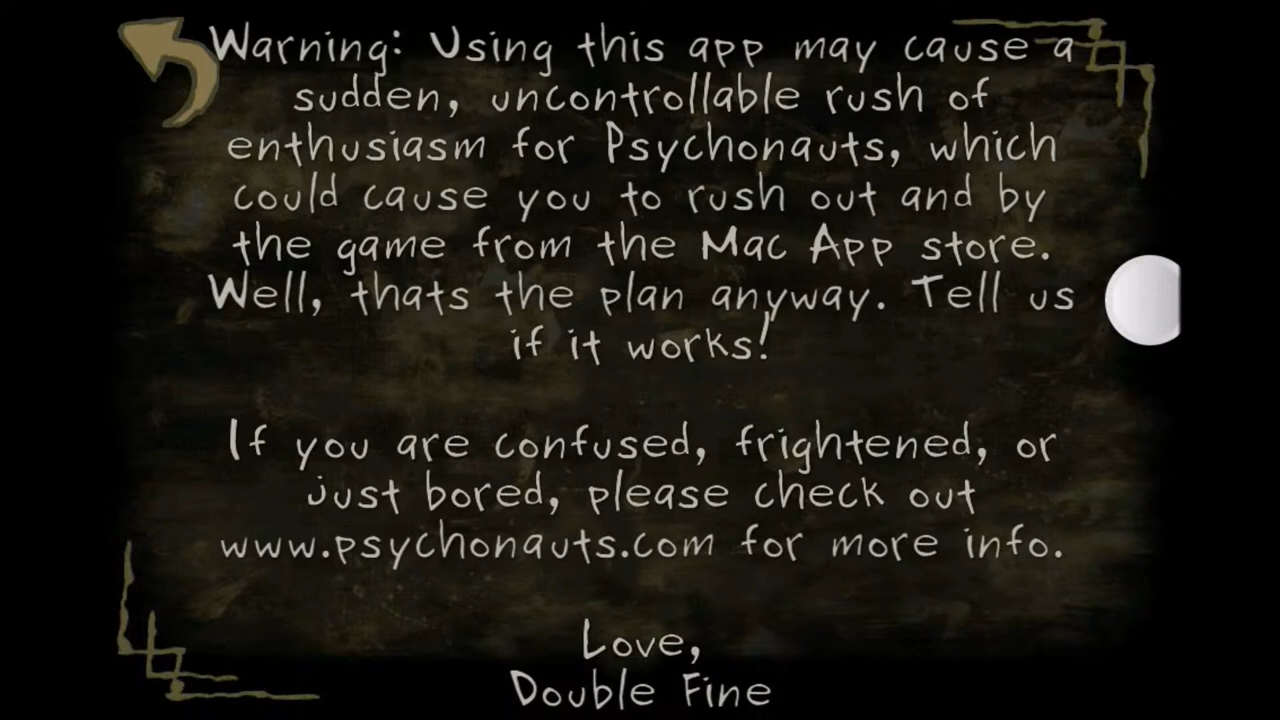 Warning: Using this app may cause a
sudden, uncontrollable rush of
enthusiasm for Psychonauts, which
could cause you to rush out and by
the game from the Mac App store.
Well, thats the plan anyway. Tell us
if it works!
If you are confused, frightened, or
just bored, please check out
www.psychonauts.com for more info.
Love,
Double Fine